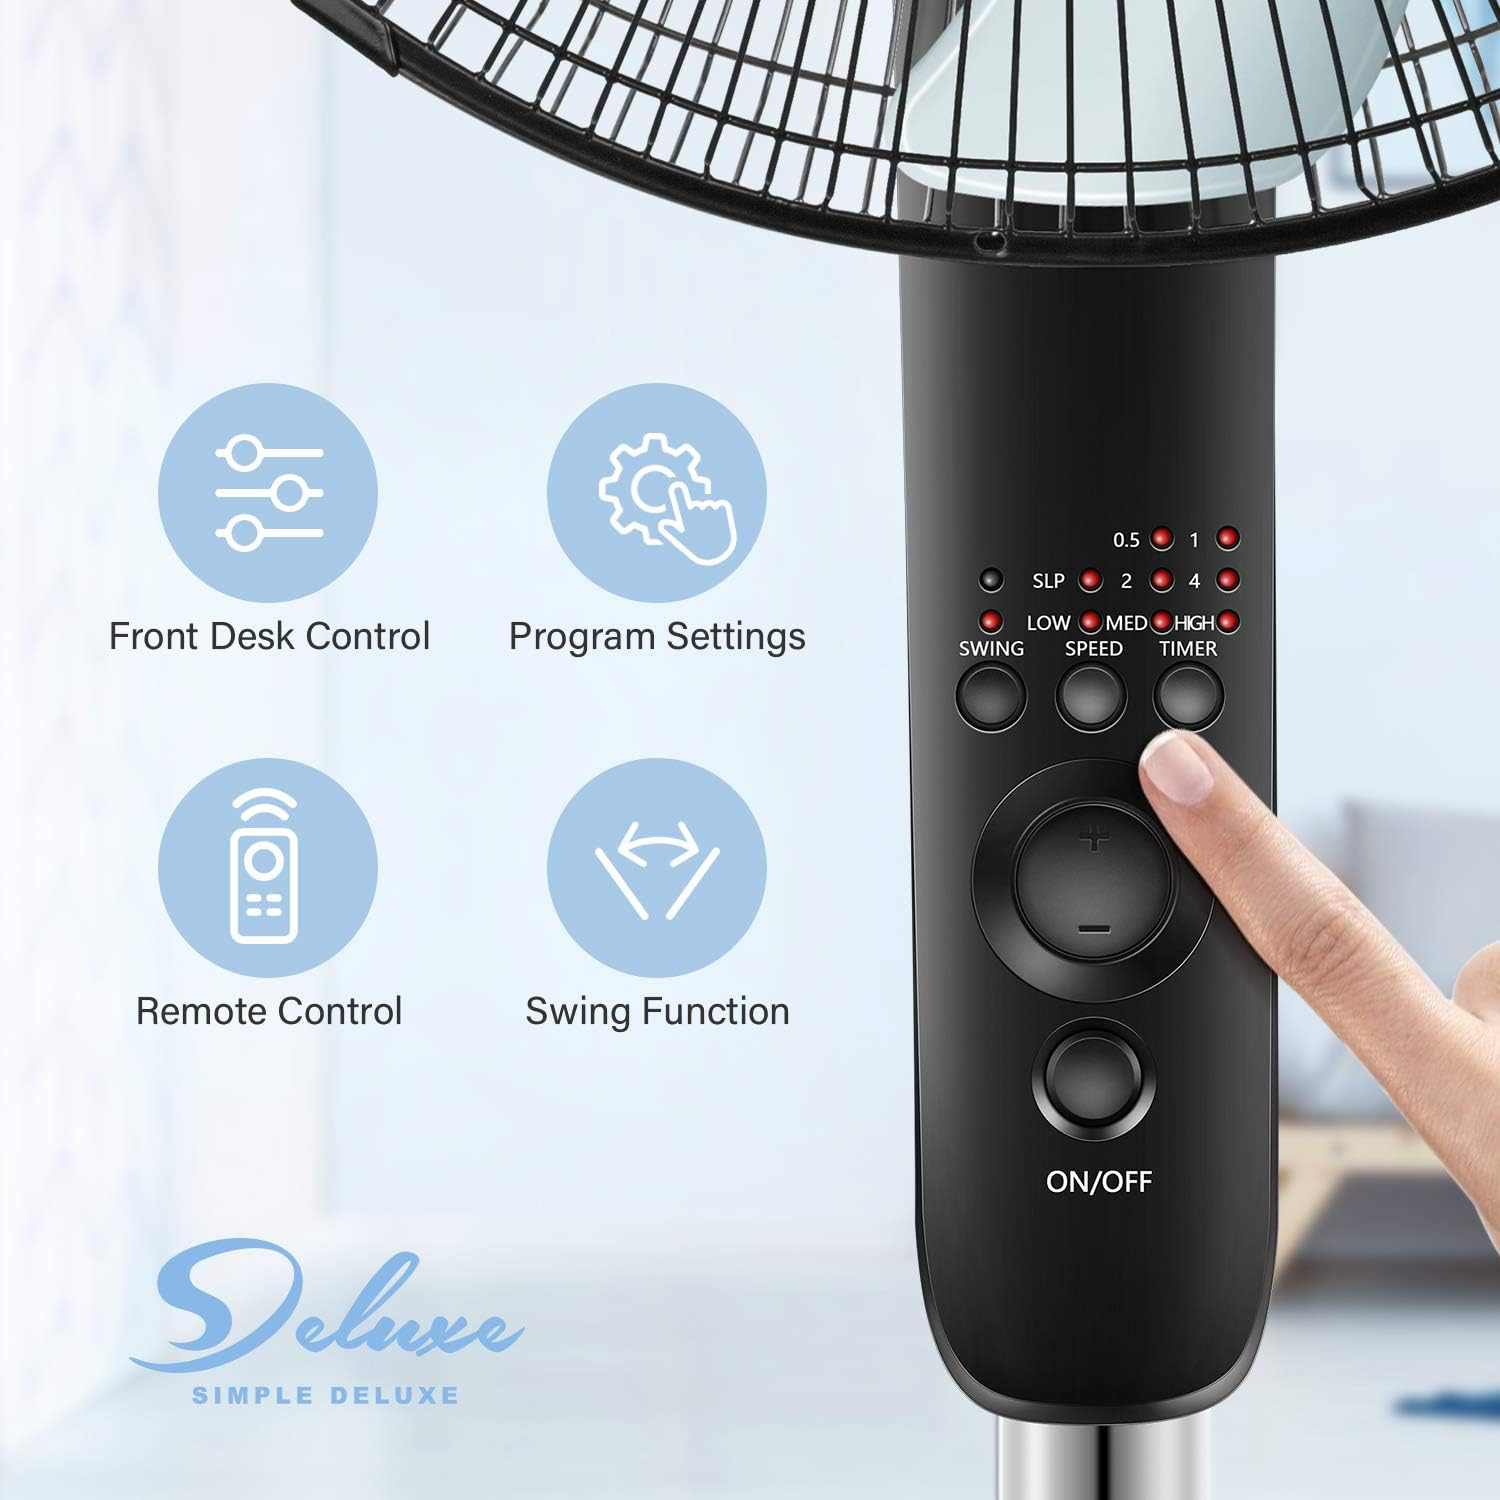 0.5 1
SLP 2 4
LOW MED HIGH
SWING SPEED TIMER
+
-
ON/OFF
Front Desk Control
Program Settings
Remote Control
Swing Function
Deluxe
SIMPLE DELUXE